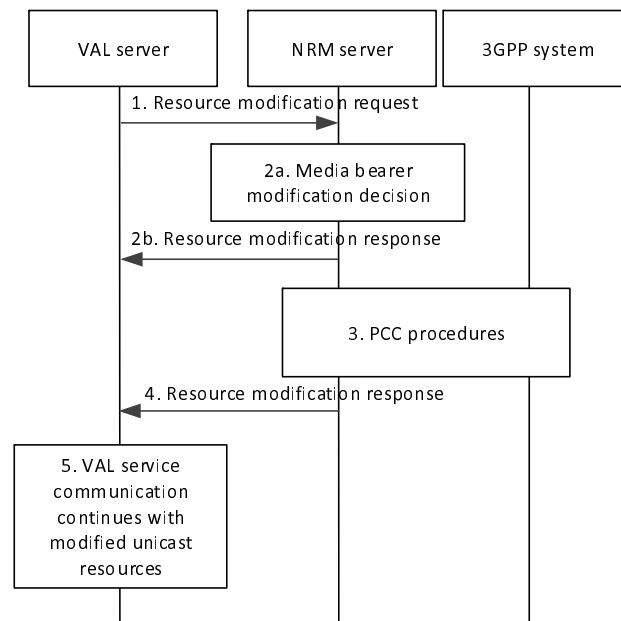 VAL server
NRM server
3GPP system
1. Resource modification request
2a. Media bearer
modification decision
2b. Resource modification response
3. PCC procedures
4. Resource modification response
5. VAL service
communication
continues with
modified unicast
resources